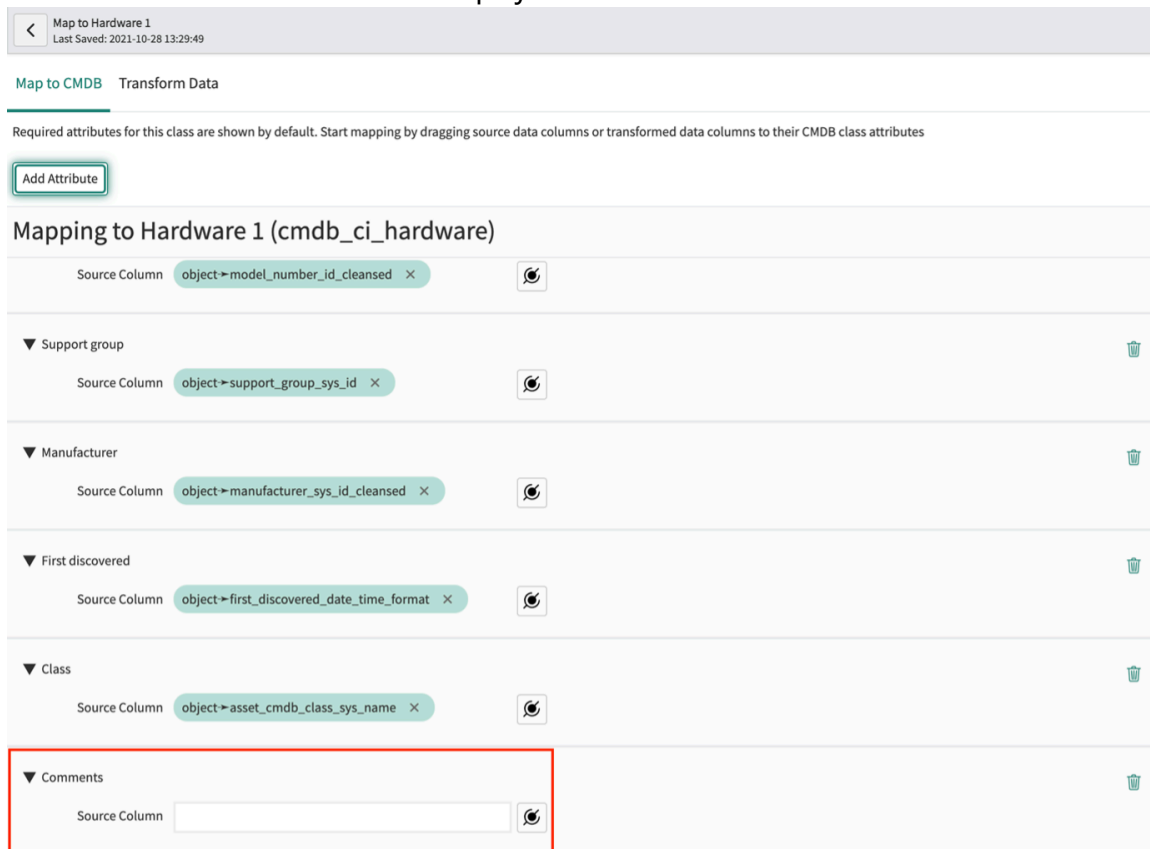 Map to Hardware 1
Last Saved: 2021-10-28 13:29:49
Map to CMDB Transform Data
Required attributes for this class are shown by default. Start mapping by dragging source data columns or transformed data columns to their CMDB class attributes
Add Attribute
Mapping to Hardware 1 (cmdb_ci_hardware)
Source Column object➛model_number_id_cleansed ×
▼ Support group
Source Column object➛support_group_sys_id ×
▼ Manufacturer
Source Column object➛manufacturer_sys_id_cleansed ×
▼ First discovered
Source Column object➛first_discovered_date_time_format ×
▼ Class
Source Column object➛asset_cmdb_class_sys_name ×
▼ Comments
Source Column